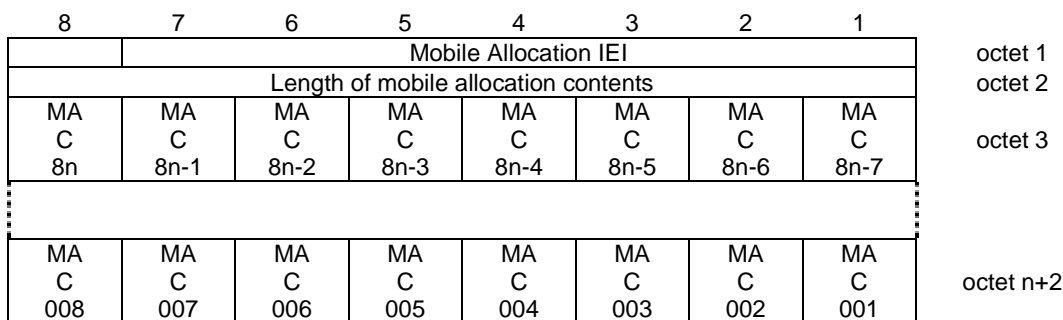 8 7 6 5 4 3 2 1
Mobile Allocation IEI octet 1
Length of mobile allocation contents octet 2
MA MA MA MA MA MA MA MA
C C C C C C C C octet 3
8n 8n-1 8n-2 8n-3 8n-4 8n-5 8n-6 8n-7
MA MA MA MA MA MA MA MA
C C C C C C C C octet n+2
008 007 006 005 004 003 002 001